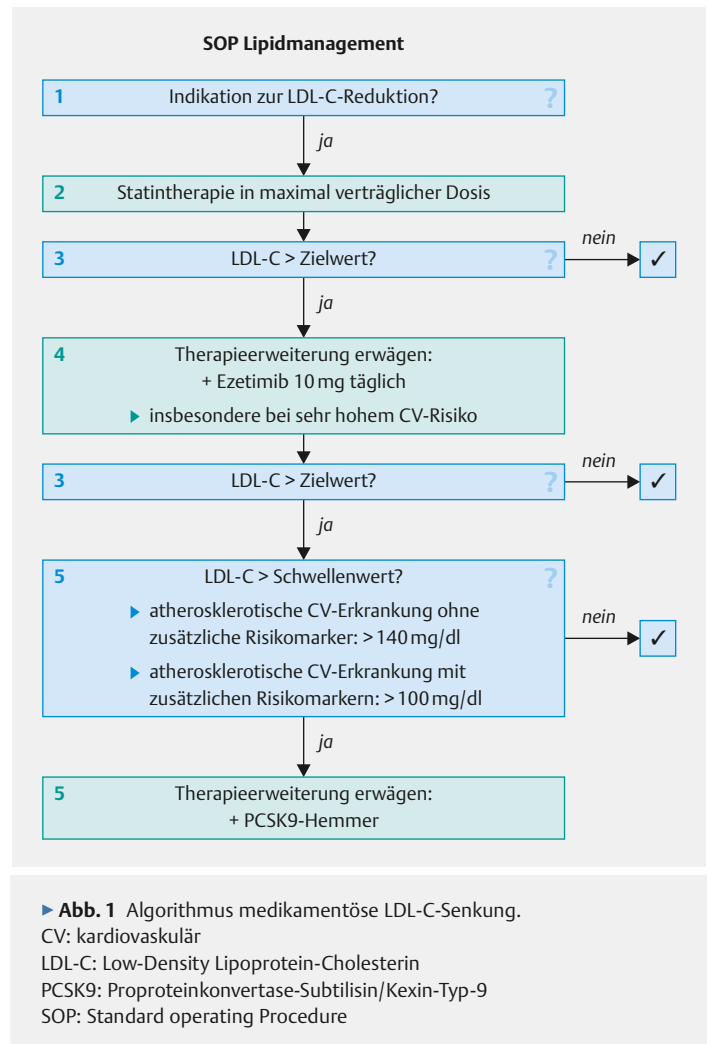 SOP Lipidmanagement
1 Indikation zur LDL-C-Reduktion? ?
ja
2 Statintherapie in maximal verträglicher Dosis
3 LDL-C > Zielwert? ?
nein
✓
ja
4 Therapieerweiterung erwägen:
+ Ezetimib 10 mg täglich
▶ insbesondere bei sehr hohem CV-Risiko
3 LDL-C > Zielwert? ?
nein
✓
ja
5 LDL-C > Schwellenwert? ?
▶ atherosklerotische CV-Erkrankung ohne
zusätzliche Risikomarker: > 140 mg/dl
▶ atherosklerotische CV-Erkrankung mit
zusätzlichen Risikomarkern: > 100 mg/dl
nein
✓
ja
5 Therapieerweiterung erwägen:
+ PCSK9-Hemmer
▶ Abb. 1 Algorithmus medikamentöse LDL-C-Senkung.
CV: kardiovaskulär
LDL-C: Low-Density Lipoprotein-Cholesterin
PCSK9: Proproteinkonvertase-Subtilisin/Kexin-Typ-9
SOP: Standard operating Procedure